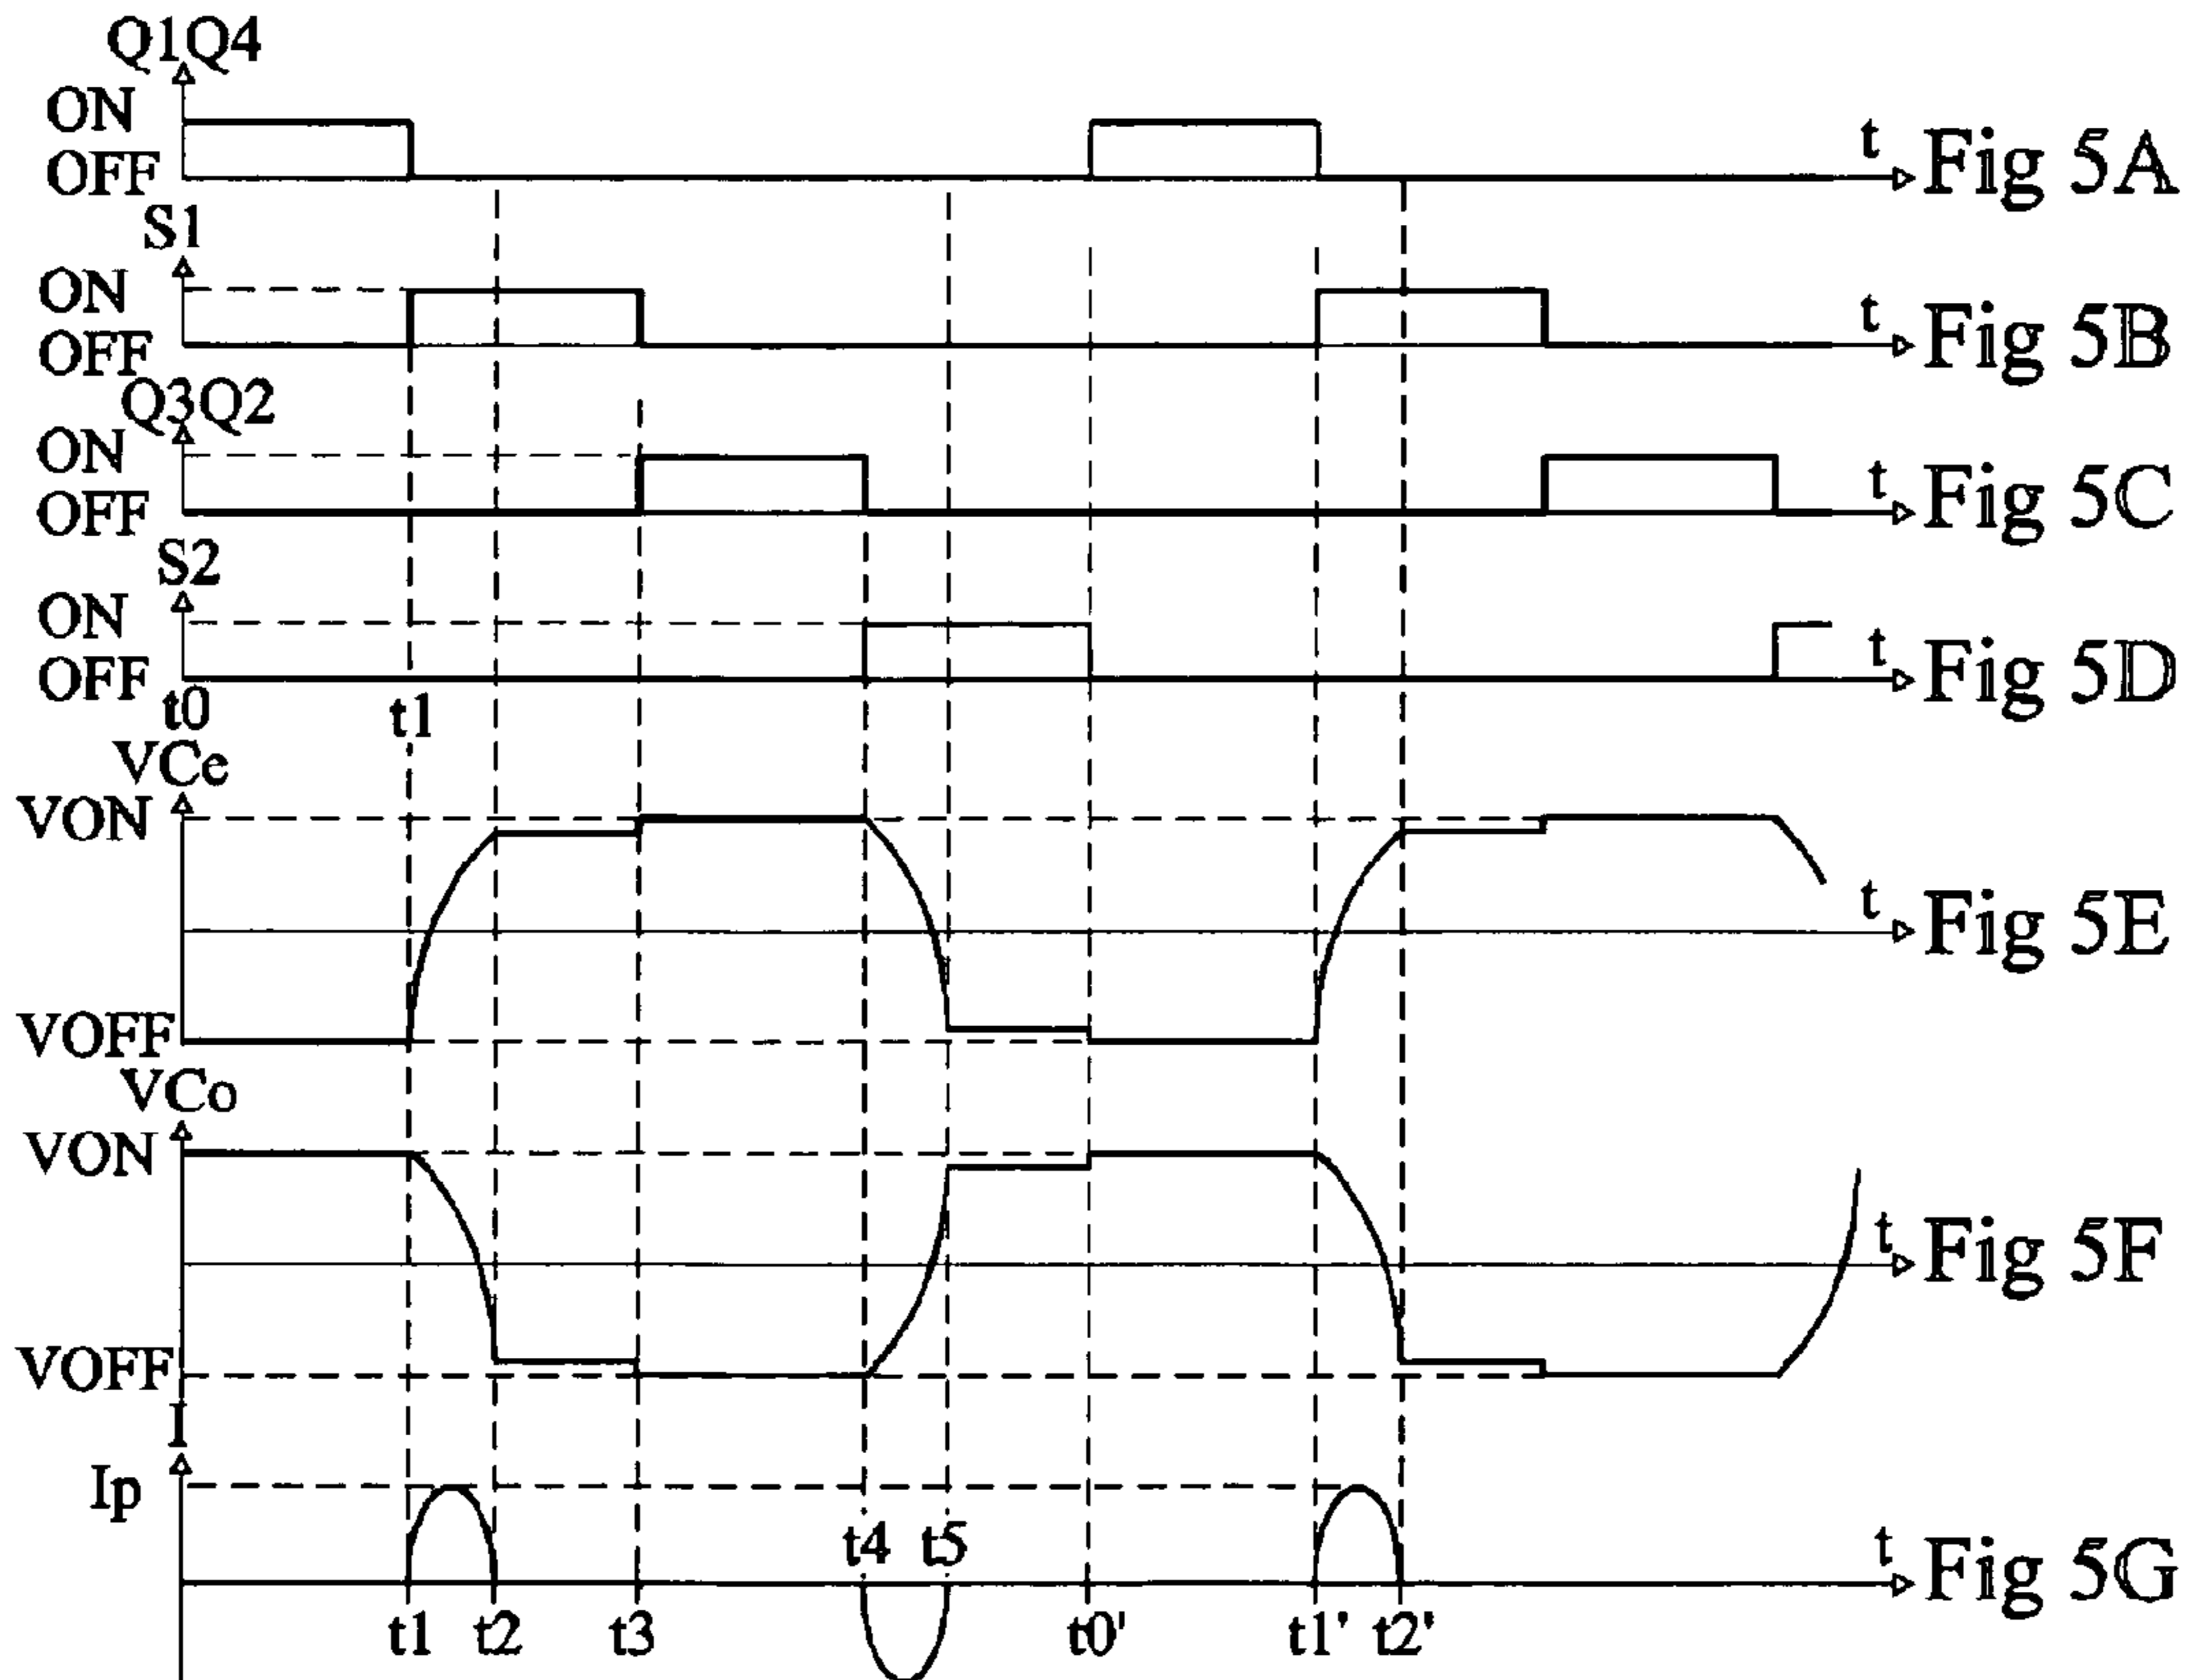 Q1Q4
ON
OFF
t
Fig 5A
S1
ON
OFF
t
Fig 5B
Q3Q2
ON
OFF
t
Fig 5C
S2
ON
OFF
t
Fig 5D
t0
t1
VCe
VON
t
Fig 5E
VOFF
VCo
VON
t
Fig 5F
VOFF
I
Ip
t4
t5
t
Fig 5G
t1
t2
t3
t0'
t1'
t2'